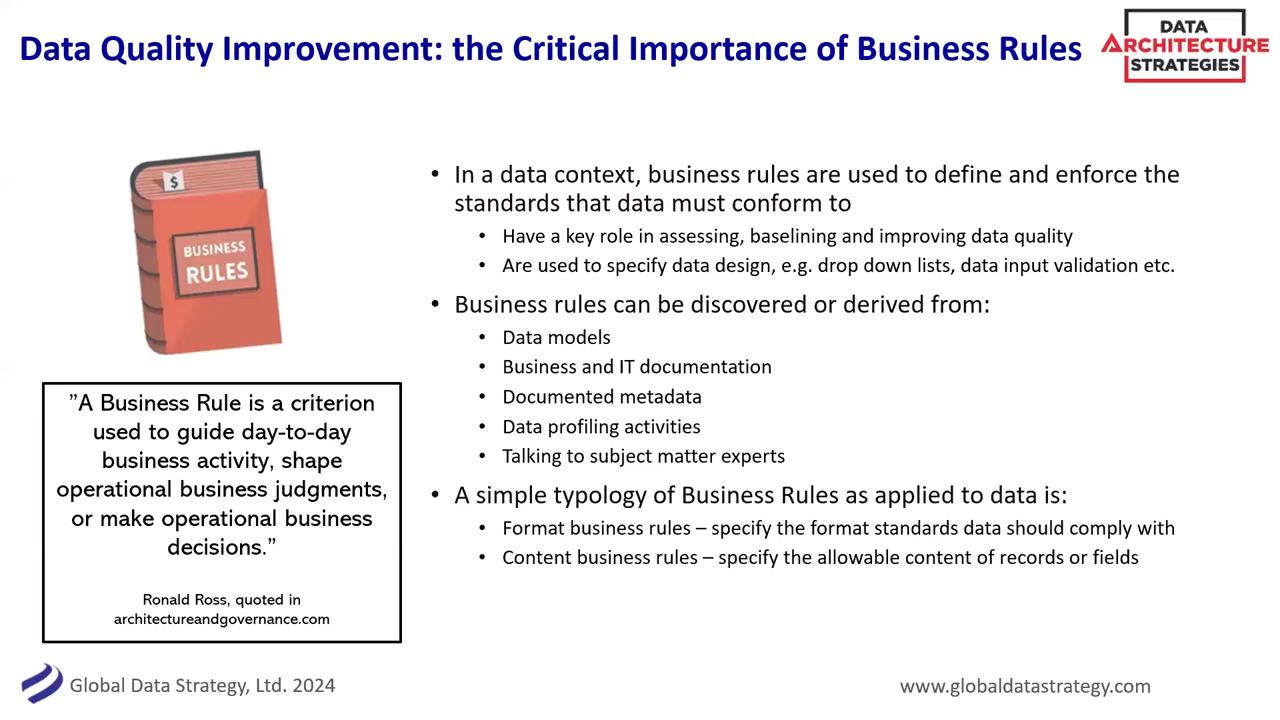 Data Quality Improvement: the Critical Importance of Business Rules
DATA
ARCHITECTURE
STRATEGIES
$
BUSINESS
RULES
”A Business Rule is a criterion
used to guide day-to-day
business activity, shape
operational business judgments,
or make operational business
decisions.”
Ronald Ross, quoted in
architectureandgovernance.com
• In a data context, business rules are used to define and enforce the
standards that data must conform to
• Have a key role in assessing, baselining and improving data quality
• Are used to specify data design, e.g. drop down lists, data input validation etc.
• Business rules can be discovered or derived from:
• Data models
• Business and IT documentation
• Documented metadata
• Data profiling activities
• Talking to subject matter experts
• A simple typology of Business Rules as applied to data is:
• Format business rules – specify the format standards data should comply with
• Content business rules – specify the allowable content of records or fields
Global Data Strategy, Ltd. 2024
www.globaldatastrategy.com